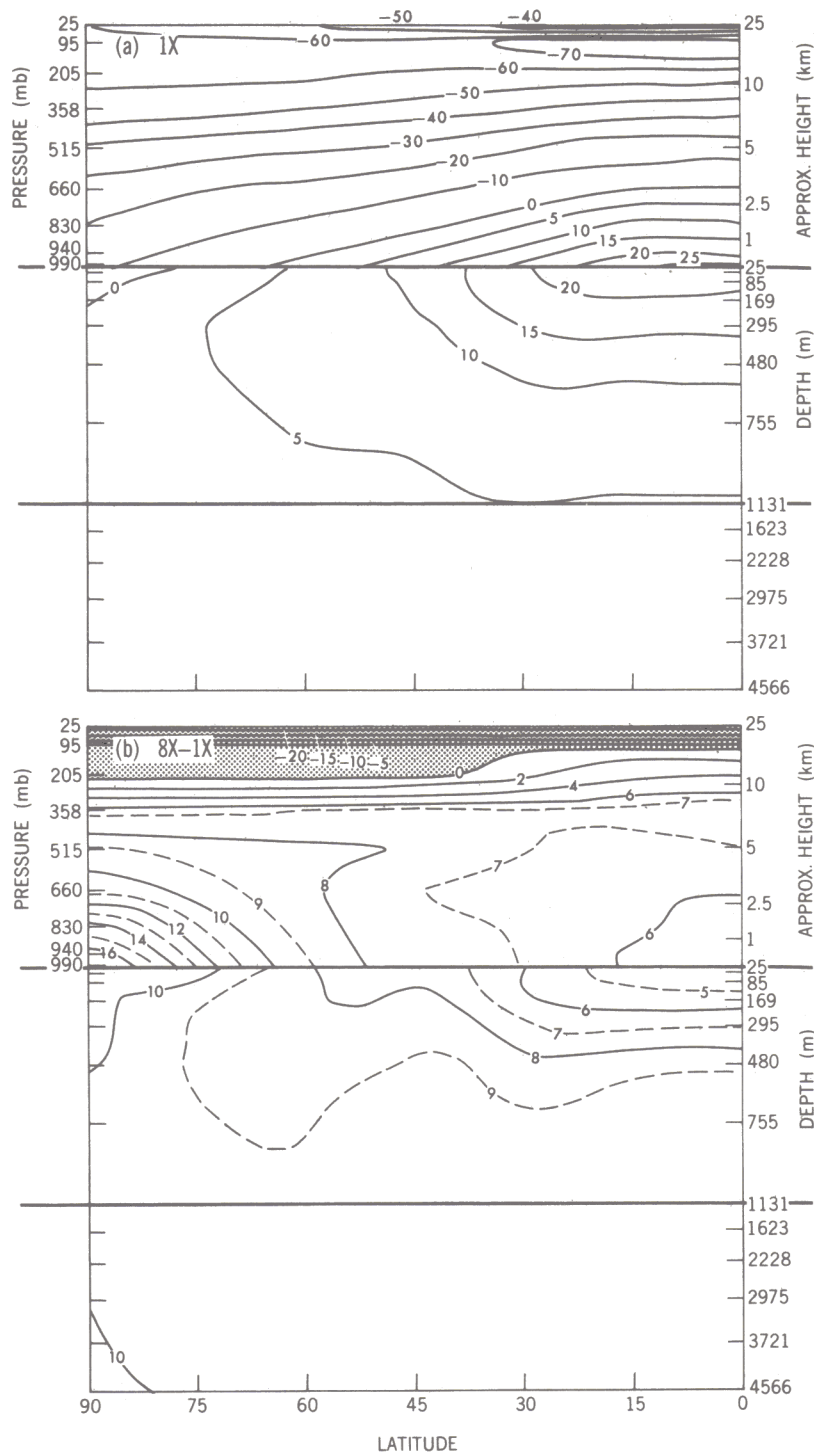 -50 -40
25 25
(a) 1X
95 -60 -70
205 -60 10
358 -50
-40
515 -30 5
-20
660 -10
0 2.5
830 5
10
940 15 1
990 20 25
0 20 25
85
169
15 295
10 480
5 755
1131
1623
2228
2975
3721
4566
PRESSURE (mb)
APPROX. HEIGHT (km)
DEPTH (m)
25 25
(b) 8X-1X
95 -20 -15 -10 -5
205 0 2 10
4
358 6 7
515 7 5
660 8
10 9 2.5
830 12 6
14 1
940 16
990 25
10 5 85
6 169
7 295
8 480
9 755
1131
1623
2228
2975
10 3721
4566
90 75 60 45 30 15 0
LATITUDE
PRESSURE (mb)
APPROX. HEIGHT (km)
DEPTH (m)